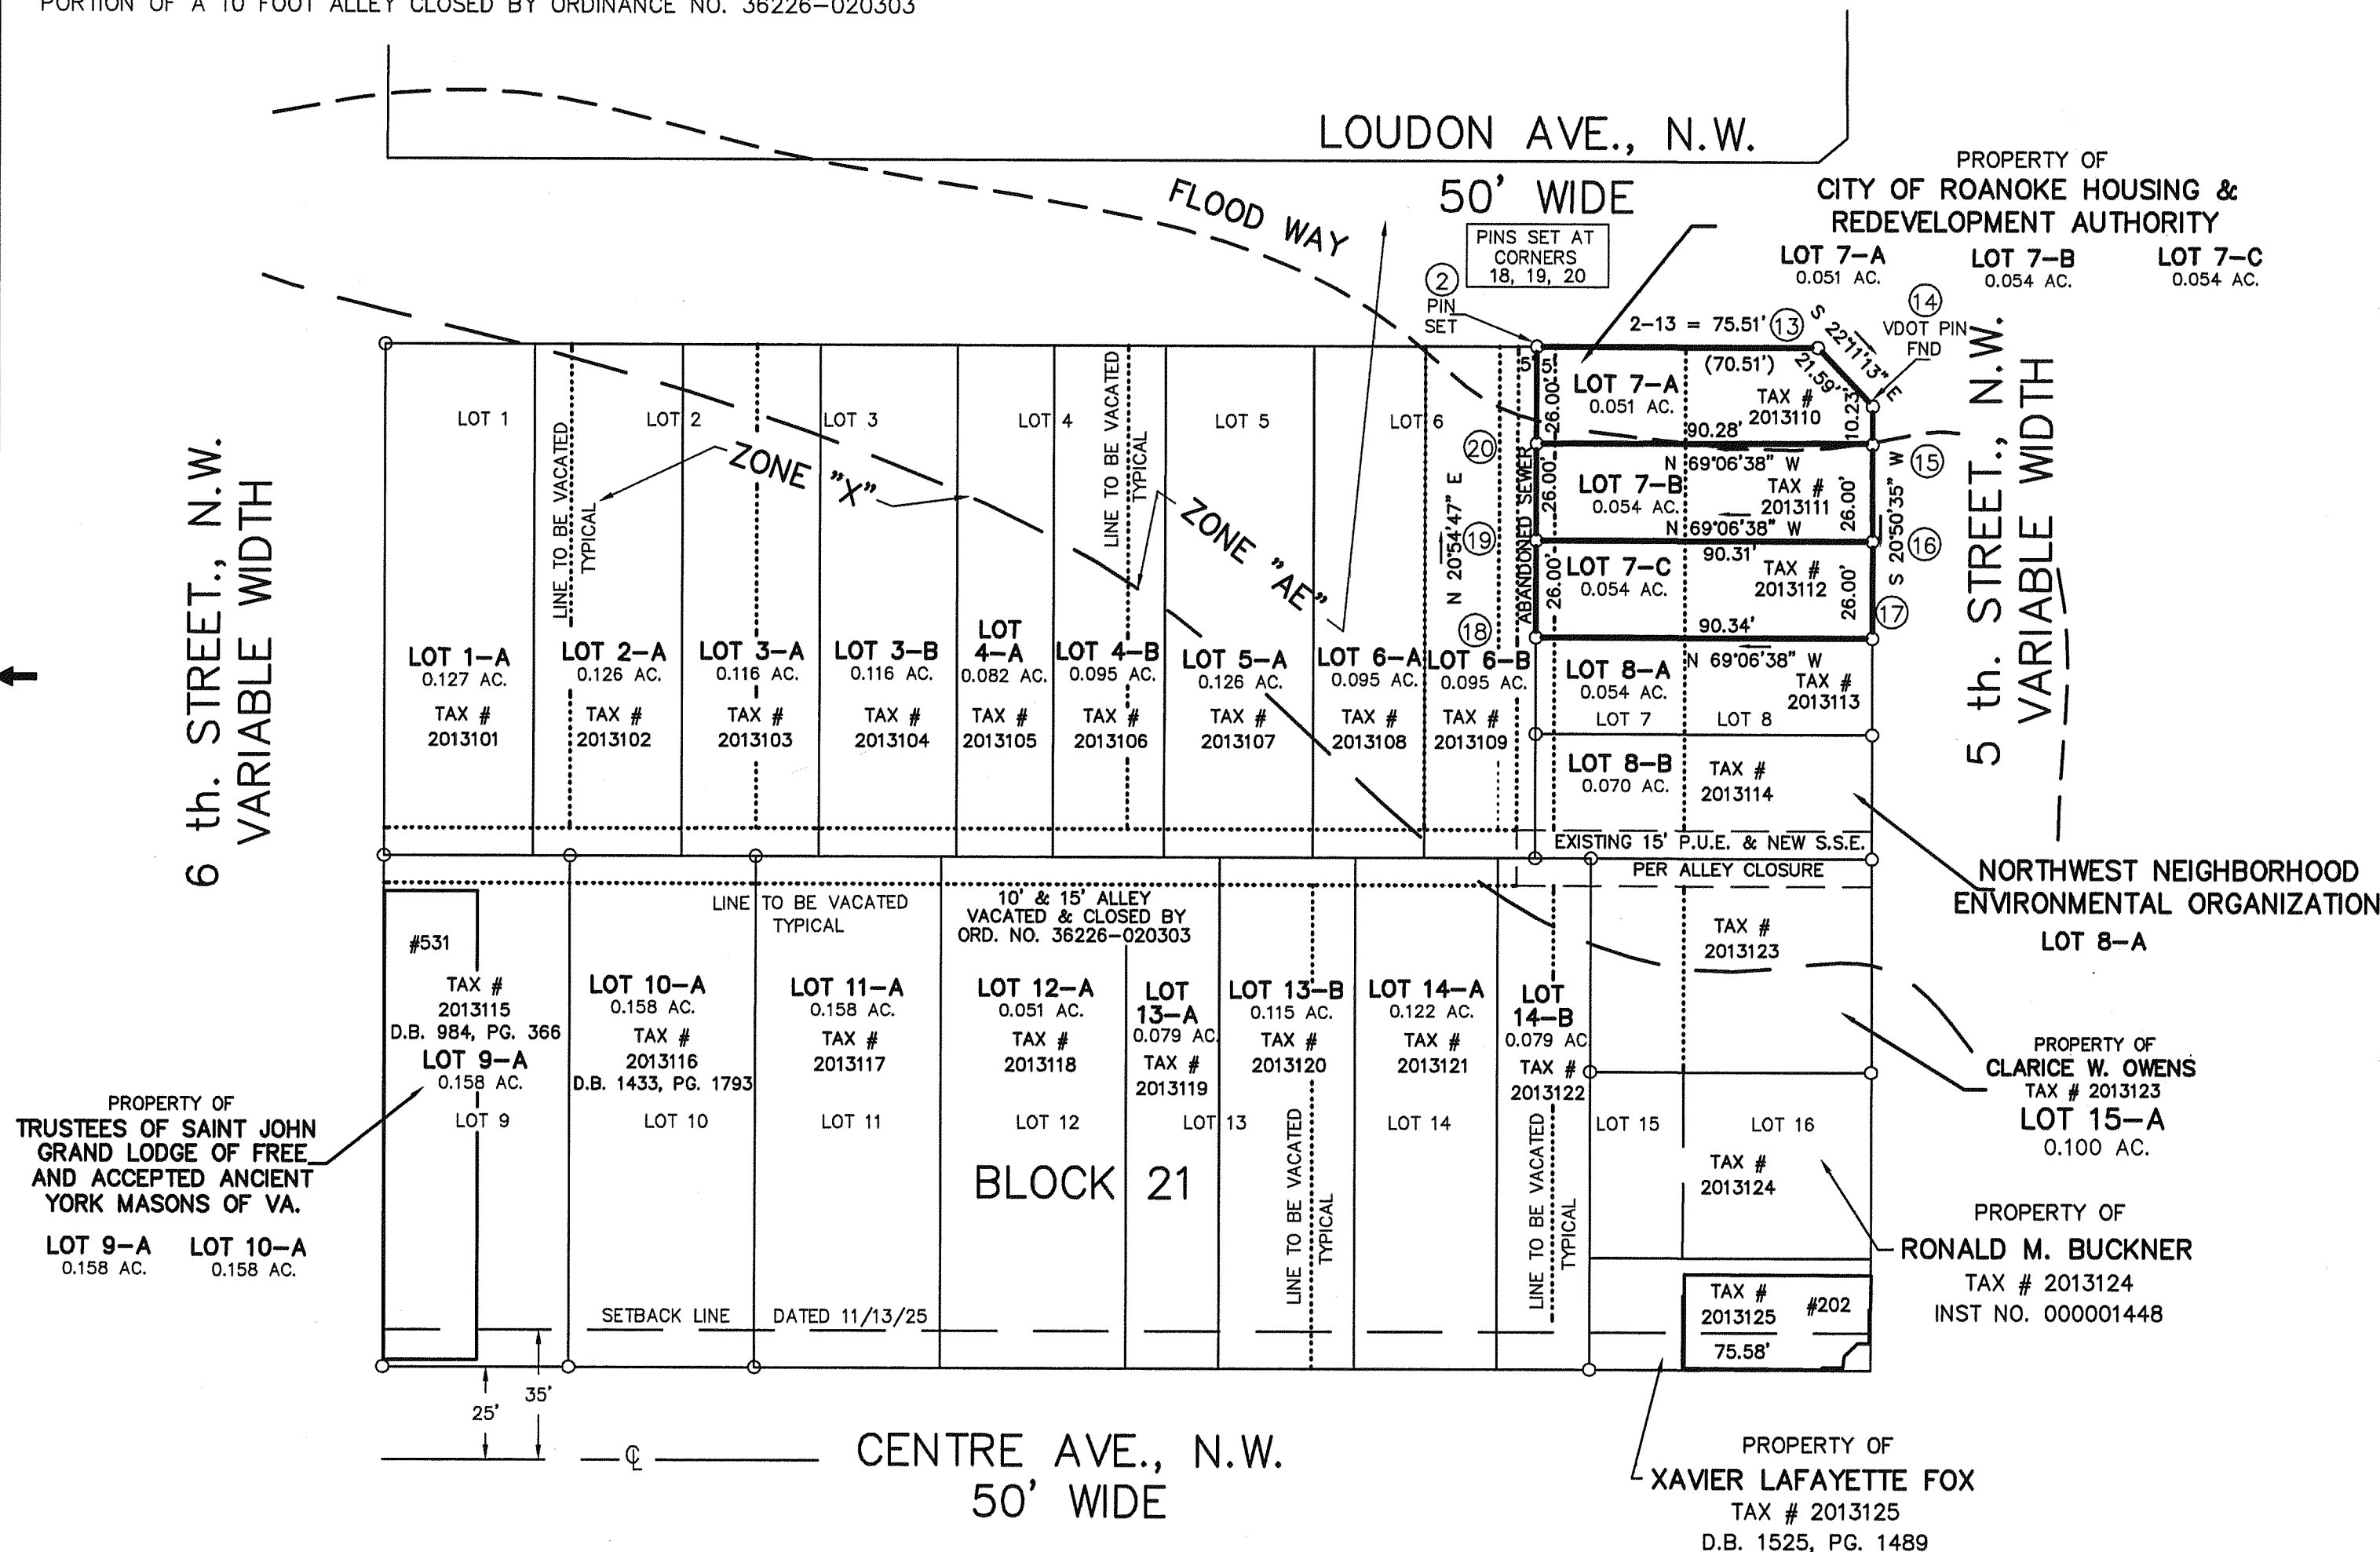 PORTION OF A 10 FOOT ALLEY CLOSED BY ORDINANCE NO. 36226-020303
LOUDON AVE., N.W.
50' WIDE
FLOOD WAY
PINS SET AT
CORNERS
18, 19, 20
PROPERTY OF
CITY OF ROANOKE HOUSING &
REDEVELOPMENT AUTHORITY
LOT 7-A LOT 7-B LOT 7-C
0.051 AC. 0.054 AC. 0.054 AC.
2
PIN
SET
2-13 = 75.51'
13
S 22°11'13" E
21.59'
14
VDOT PIN
FND
5' 5'
26.00'
LOT 7-A
0.051 AC.
(70.51')
TAX #
2013110
10.23'
90.28'
20
15
N 69°06'38" W
26.00'
LOT 7-B
0.054 AC.
TAX #
2013111
26.00'
N 69°06'38" W
S 20°50'35" W
19
N 20°54'47" E
ABANDONED SEWER
16
90.31'
26.00'
LOT 7-C
0.054 AC.
TAX #
2013112
26.00'
17
18
90.34'
N 69°06'38" W
LOT 8-A
0.054 AC.
TAX #
2013113
LOT 7 LOT 8
LOT 8-B
0.070 AC.
TAX #
2013114
EXISTING 15' P.U.E. & NEW S.S.E.
PER ALLEY CLOSURE
5 th. STREET., N.W.
VARIABLE WIDTH
6 th. STREET., N.W.
VARIABLE WIDTH
LOT 1 LOT 2 LOT 3 LOT 4 LOT 5 LOT 6
LINE TO BE VACATED
TYPICAL
LINE TO BE VACATED
TYPICAL
ZONE "X"
ZONE "AE"
LOT 1-A
0.127 AC.
TAX #
2013101
LOT 2-A
0.126 AC.
TAX #
2013102
LOT 3-A
0.116 AC.
TAX #
2013103
LOT 3-B
0.116 AC.
TAX #
2013104
LOT
4-A
0.082 AC.
TAX #
2013105
LOT 4-B
0.095 AC.
TAX #
2013106
LOT 5-A
0.126 AC.
TAX #
2013107
LOT 6-A
0.095 AC.
TAX #
2013108
LOT 6-B
0.095 AC.
TAX #
2013109
NORTHWEST NEIGHBORHOOD
ENVIRONMENTAL ORGANIZATION
LOT 8-A
LINE TO BE VACATED
TYPICAL
10' & 15' ALLEY
VACATED & CLOSED BY
ORD. NO. 36226-020303
#531
TAX #
2013115
D.B. 984, PG. 366
LOT 9-A
0.158 AC.
LOT 9
LOT 10-A
0.158 AC.
TAX #
2013116
D.B. 1433, PG. 1793
LOT 10
LOT 11-A
0.158 AC.
TAX #
2013117
LOT 11
LOT 12-A
0.051 AC.
TAX #
2013118
LOT 12
LOT
13-A
0.079 AC.
TAX #
2013119
LOT 13
LOT 13-B
0.115 AC.
TAX #
2013120
LOT 14-A
0.122 AC.
TAX #
2013121
LOT 14
LOT
14-B
0.079 AC
TAX #
2013122
TAX #
2013123
LOT 15
LOT 16
TAX #
2013124
BLOCK 21
LINE TO BE VACATED
TYPICAL
LINE TO BE VACATED
TYPICAL
PROPERTY OF
TRUSTEES OF SAINT JOHN
GRAND LODGE OF FREE
AND ACCEPTED ANCIENT
YORK MASONS OF VA.
LOT 9-A LOT 10-A
0.158 AC. 0.158 AC.
PROPERTY OF
CLARICE W. OWENS
TAX # 2013123
LOT 15-A
0.100 AC.
PROPERTY OF
RONALD M. BUCKNER
TAX # 2013124
INST NO. 000001448
TAX #
2013125
#202
75.58'
SETBACK LINE DATED 11/13/25
25'
35'
CL
CENTRE AVE., N.W.
50' WIDE
PROPERTY OF
XAVIER LAFAYETTE FOX
TAX # 2013125
D.B. 1525, PG. 1489